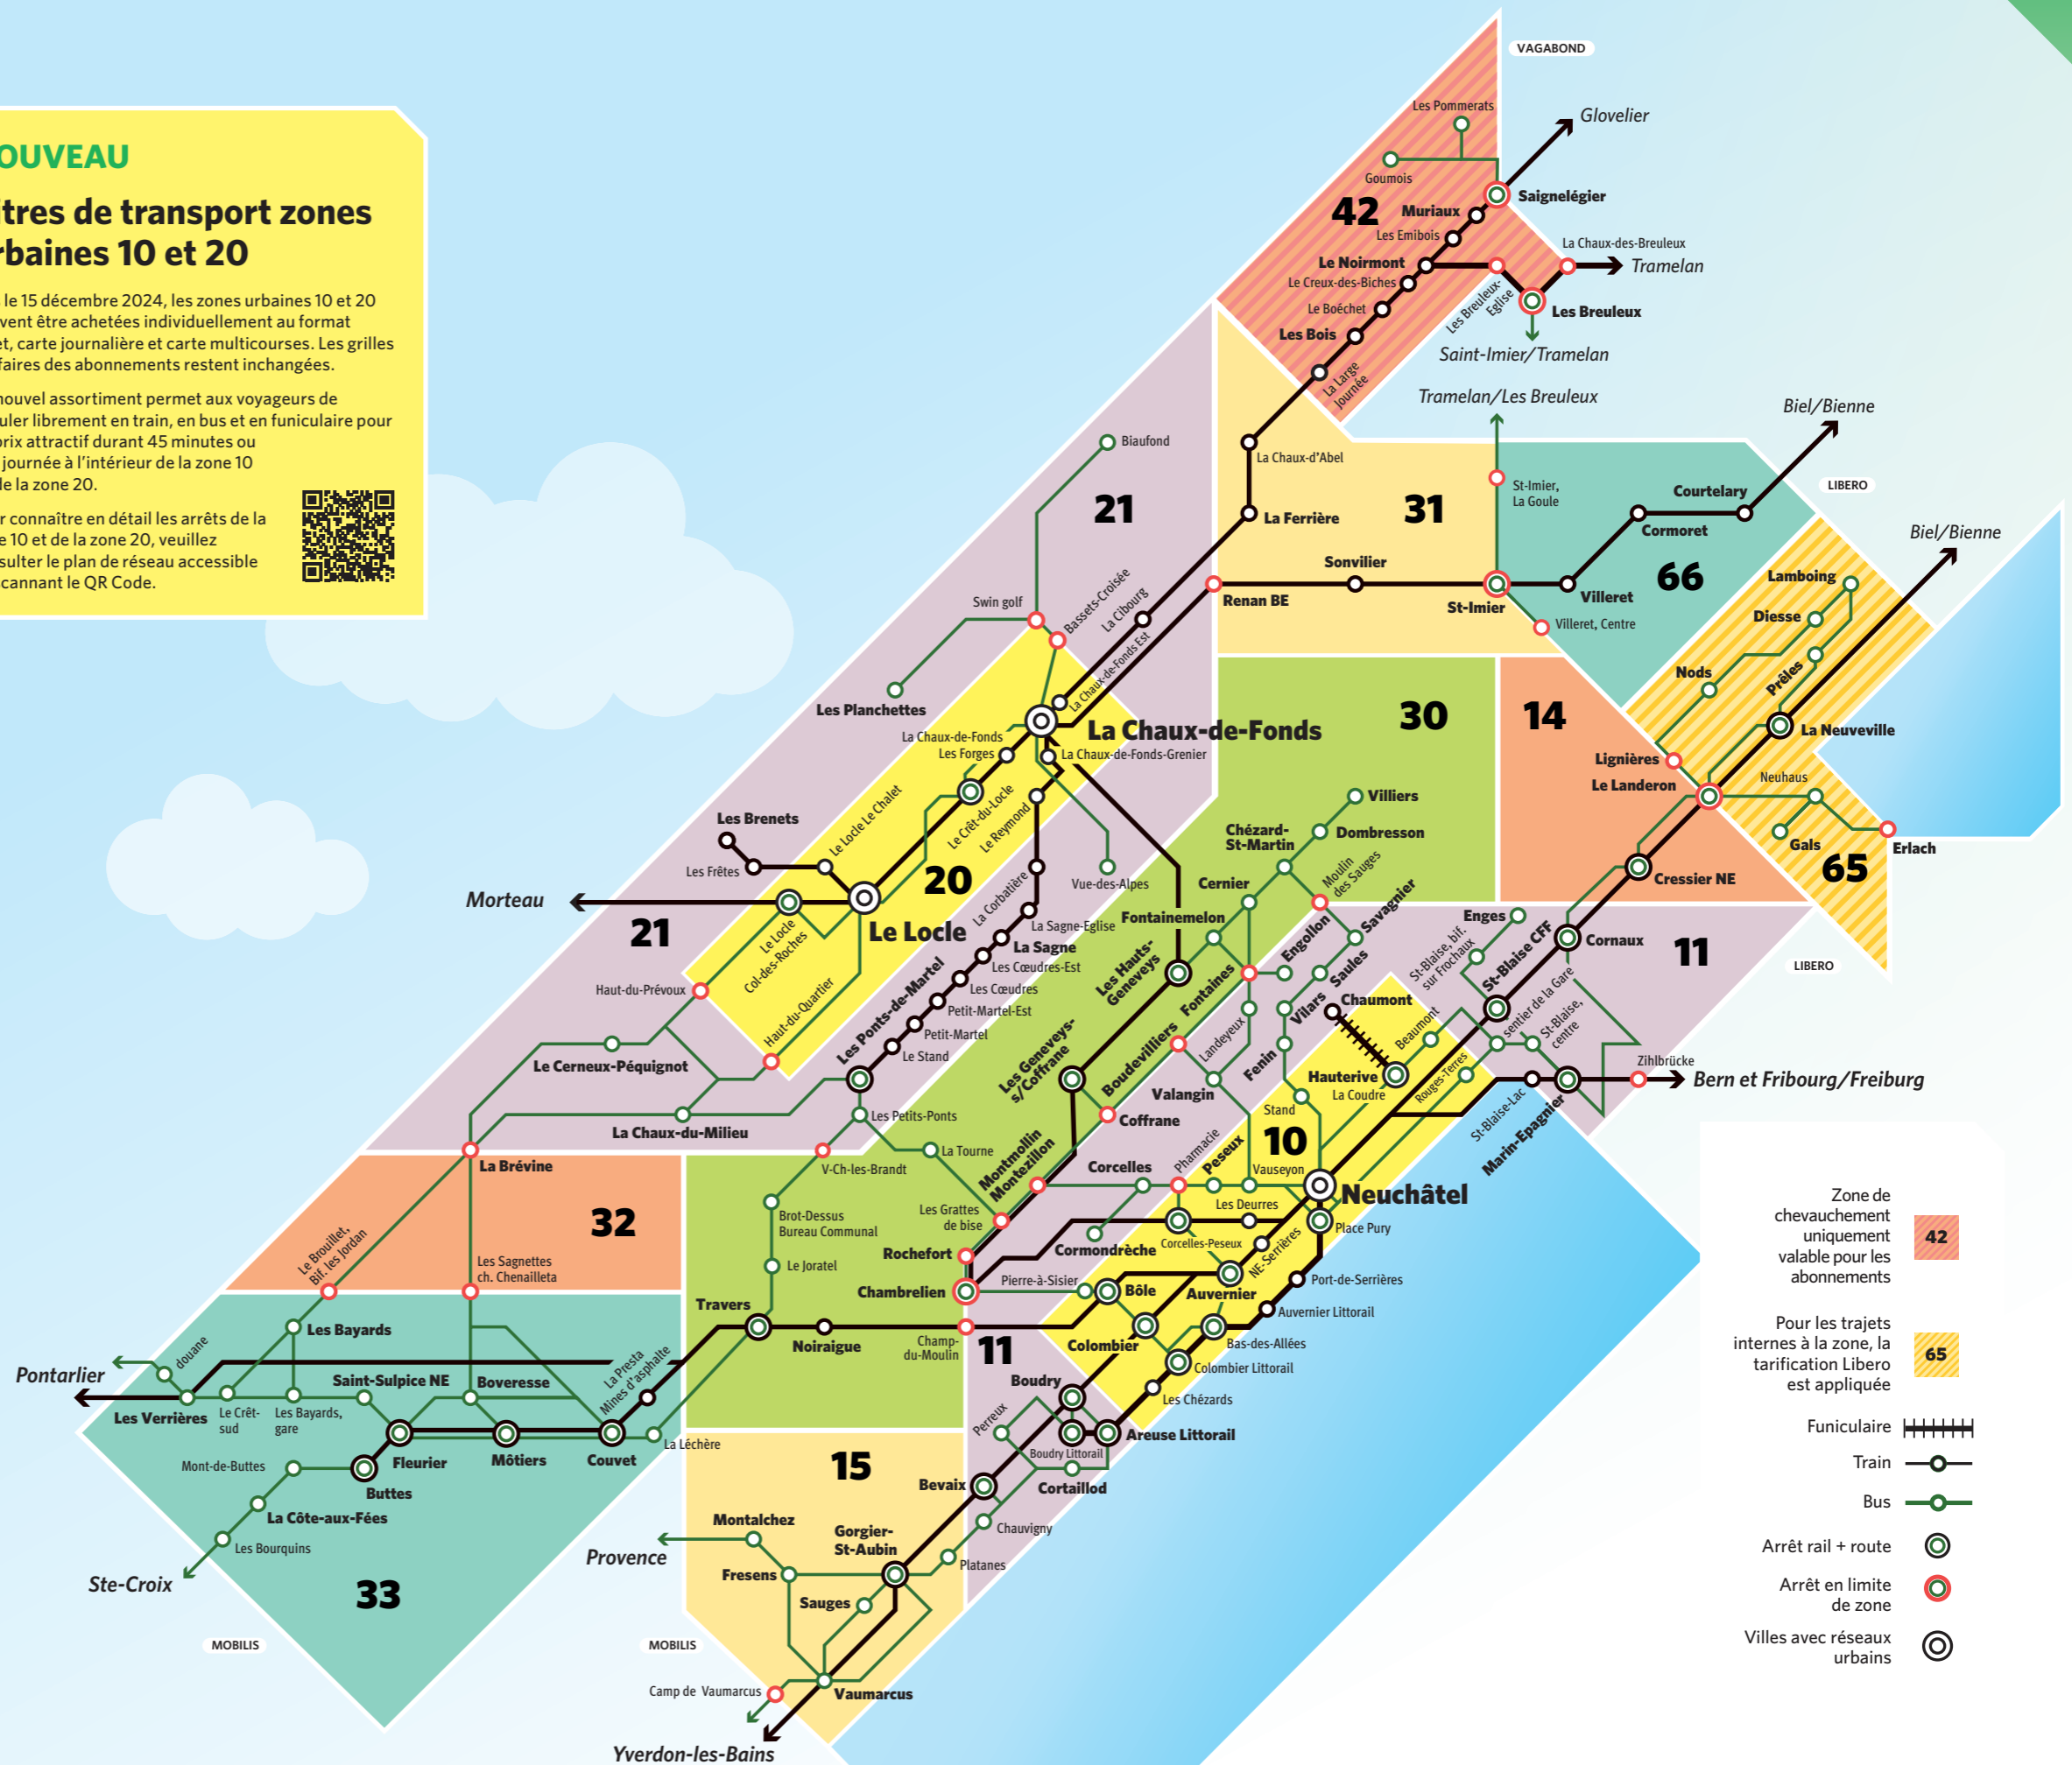 OUVEAU
tres de transport zones
rbaines 10 et 20
le 15 décembre 2024, les zones urbaines 10 et 20
vent être achetées individuellement au format
et, carte journalière et carte multicourses. Les grilles
faires des abonnements restent inchangées.
nouvel assortiment permet aux voyageurs de
uler librement en train, en bus et en funiculaire pour
prix attractif durant 45 minutes ou
journée à l'intérieur de la zone 10
de la zone 20.
r connaître en détail les arrêts de la
e 10 et de la zone 20, veuillez
sulter le plan de réseau accessible
scannant le QR Code.
VAGABOND
Les Pommerats
Glovelier
Goumois
Saignelégier
42
Muriaux
Les Emibois
La Chaux-des-Breuleux
Le Noirmont
Tramelan
Le Creux-des-Biches
Les Breuleux-
Eglise
Le Boéchet
Les Breuleux
Les Bois
Saint-Imier/Tramelan
La Large
Journée
Tramelan/Les Breuleux
Biel/Bienne
Biaufond
La Chaux-d'Abel
LIBERO
St-Imier,
La Goule
Courtelary
21
31
La Ferrière
Cormoret
Biel/Bienne
Sonvilier
66
Lamboing
Renan BE
St-Imier
Villeret
Villeret, Centre
Diesse
Swin golf
Bassets-Croisée
La Cibourg
La Chaux-de-Fonds Est
Nods
Prêles
Les Planchettes
30
14
La Chaux-de-Fonds
La Neuveville
La Chaux-de-Fonds
Les Forges
La Chaux-de-Fonds-Grenier
Lignières
Le Landeron
Neuhaus
Le Crêt-du-Locle
Le Reymond
Villiers
Les Brenets
Le Locle Le Chalet
Chézard-
St-Martin
Dombresson
Gals
Erlach
65
Les Frêtes
20
Vue-des-Alpes
Moulin
des Sauges
Cernier
Cressier NE
Morteau
La Corbatière
Fontainemelon
Savagnier
Enges
21
Le Locle
Le Locle
Col-des-Roches
La Sagne-Eglise
La Sagne
Engollon
St-Blaise, bif.
sur Frochaux
St-Blaise CFF
Cornaux
11
Les Cœudres-Est
Les Hauts-
Geneveys
Saules
LIBERO
Haut-du-Prévoux
Les Cœudres
Fontaines
Vilars
Chaumont
sentier de la Gare
Petit-Martel-Est
Haut-du-Quartier
Les Ponts-de-Martel
Petit-Martel
Landeyeux
Beaumont
St-Blaise,
centre
Le Stand
Les Geneveys-
s/Coffrane
Boudevilliers
Fenin
Le Cerneux-Péquignot
Hauterive
La Coudre
Rouges-Terres
Zihlbrücke
Bern et Fribourg/Freiburg
Valangin
Stand
St-Blaise-Lac
Marin-Epagnier
Les Petits-Ponts
Coffrane
La Chaux-du-Milieu
10
La Tourne
Montmollin
Montezillon
Pharmacie
Peseux
La Brévine
V-Ch-les-Brandt
Corcelles
Vauseyon
Neuchâtel
32
Brot-Dessus
Bureau Communal
Les Grattes
de bise
Les Deurres
Place Pury
Le Brouillet,
Bif. les Jordan
Rochefort
Cormondrèche
Corcelles-Peseux
NE-Serrières
Les Sagnettes
ch. Chenailleta
Le Joratel
Chambrelien
Pierre-à-Sisier
Bôle
Auvernier
Port-de-Serrières
Travers
Auvernier Littorail
Les Bayards
Noiraigue
Champ-
du-Moulin
11
Colombier
Bas-des-Allées
douane
La Presta
Mines d'asphalte
Colombier Littorail
Pontarlier
Saint-Sulpice NE
Boveresse
Boudry
Les Chézards
Les Verrières
Le Crêt-
sud
Les Bayards,
gare
Perreux
Areuse Littorail
La Léchère
Boudry Littorail
Mont-de-Buttes
Fleurier
Môtiers
Couvet
15
Buttes
Bevaix
Cortaillod
La Côte-aux-Fées
Montalchez
Gorgier-
St-Aubin
Chauvigny
Les Bourquins
Provence
Platanes
Ste-Croix
Fresens
33
Sauges
MOBILIS
MOBILIS
Camp de Vaumarcus
Vaumarcus
Yverdon-les-Bains
Zone de
chevauchement
uniquement
valable pour les
abonnements
42
Pour les trajets
internes à la zone, la
tarification Libero
est appliquée
65
Funiculaire
Train
Bus
Arrêt rail + route
Arrêt en limite
de zone
Villes avec réseaux
urbains